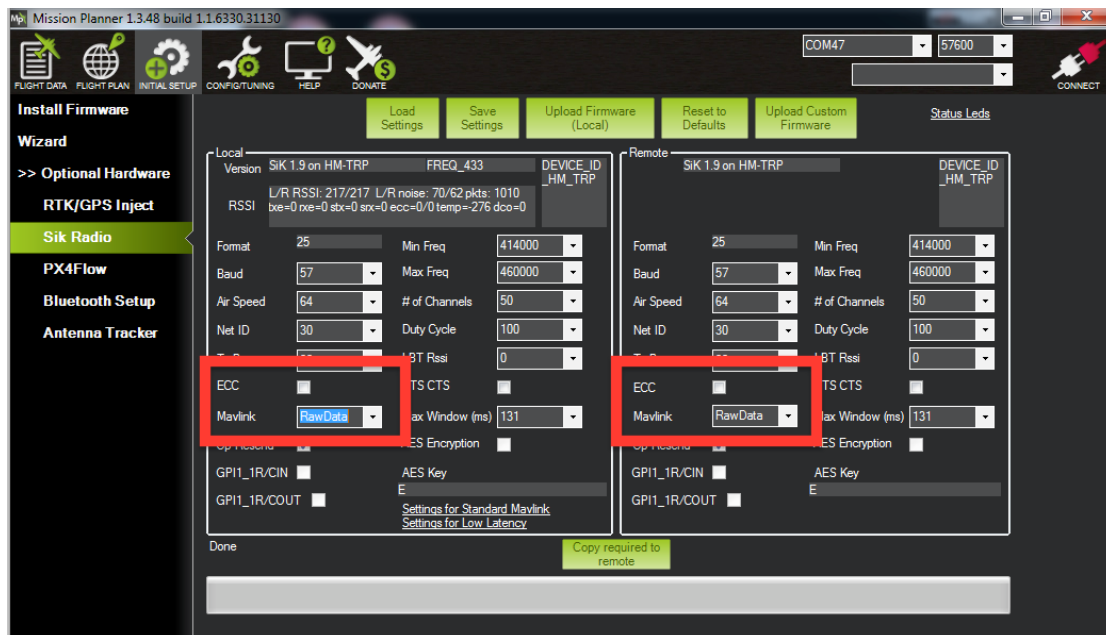 Mission Planner 1.3.48 build 1.1.6330.31130
FLIGHT DATA FLIGHT PLAN INITIAL SETUP CONFIG/TUNING HELP DONATE
COM47 57600
CONNECT
Install Firmware
Wizard
>> Optional Hardware
RTK/GPS Inject
Sik Radio
PX4Flow
Bluetooth Setup
Antenna Tracker
Load Settings
Save Settings
Upload Firmware (Local)
Reset to Defaults
Upload Custom Firmware
Status Leds
Local
Version SiK 1.9 on HM-TRP FREQ_433 DEVICE_ID
_HM_TRP
RSSI
L/R RSSI: 217/217 L/R noise: 70/62 pkts: 1010
txe=0 rxe=0 stx=0 srx=0 ecc=0/0 temp=-276 dco=0
Format 25 Min Freq 414000
Baud 57 Max Freq 460000
Air Speed 64 # of Channels 50
Net ID 30 Duty Cycle 100
Rssi 0
ECC CTS
Mavlink RawData Window (ms) 131
Encryption
GPI1_1R/CIN AES Key
E
GPI1_1R/COUT
Settings for Standard Mavlink
Settings for Low Latency
Remote
SiK 1.9 on HM-TRP DEVICE_ID
_HM_TRP
Format 25 Min Freq 414000
Baud 57 Max Freq 460000
Air Speed 64 # of Channels 50
Net ID 30 Duty Cycle 100
Rssi 0
ECC CTS
Mavlink RawData Window (ms) 131
Encryption
GPI1_1R/CIN AES Key
E
GPI1_1R/COUT
Done
Copy required to
remote